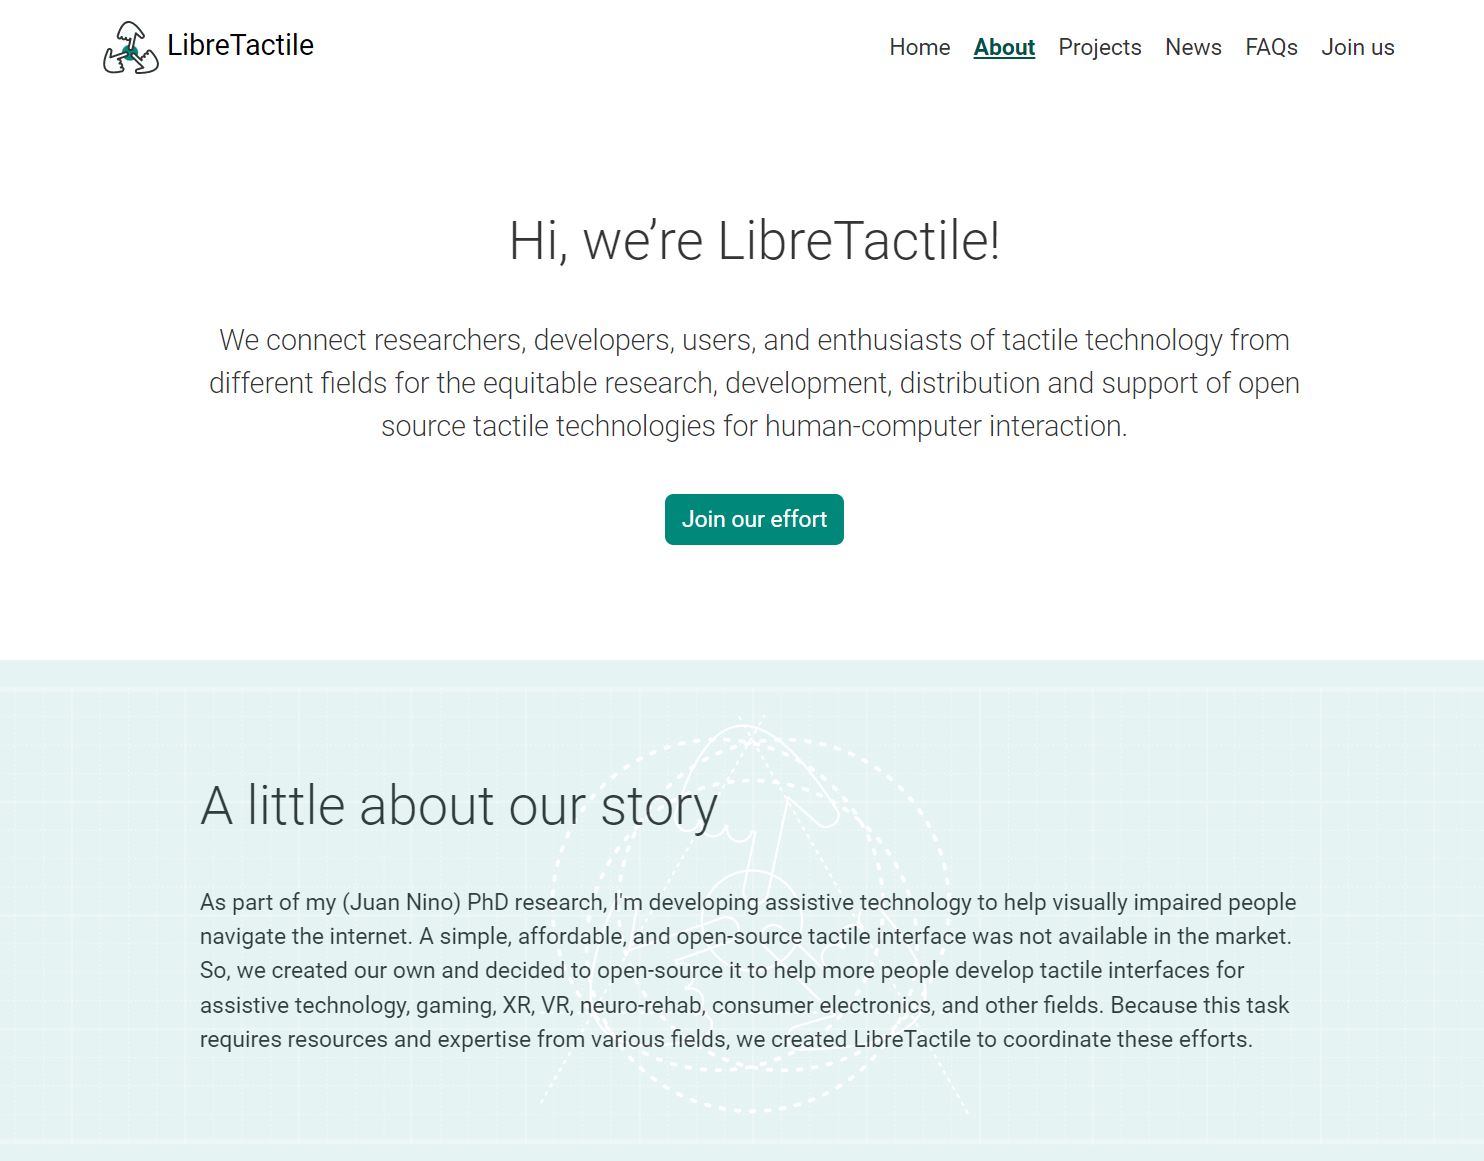 LibreTactile
Home About Projects News FAQs Join us
Hi, we’re LibreTactile!
We connect researchers, developers, users, and enthusiasts of tactile technology from
different fields for the equitable research, development, distribution and support of open
source tactile technologies for human-computer interaction.
Join our effort
A little about our story
As part of my (Juan Nino) PhD research, I'm developing assistive technology to help visually impaired people
navigate the internet. A simple, affordable, and open-source tactile interface was not available in the market.
So, we created our own and decided to open-source it to help more people develop tactile interfaces for
assistive technology, gaming, XR, VR, neuro-rehab, consumer electronics, and other fields. Because this task
requires resources and expertise from various fields, we created LibreTactile to coordinate these efforts.